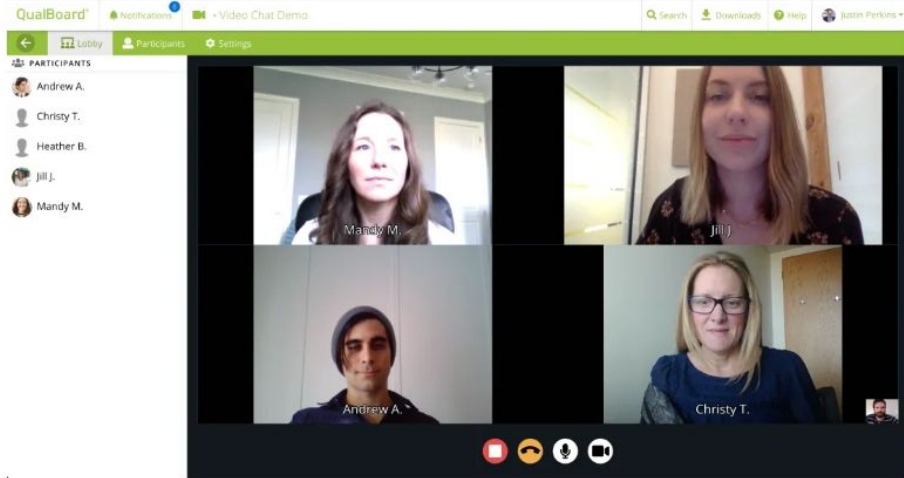 QualBoard® Notifications - Video Chat Demo Search Downloads Help Justin Perkins
Lobby Participants Settings
PARTICIPANTS
Andrew A.
Christy T.
Heather B.
Jill J.
Mandy M.
Mandy M.
Jill J
Andrew A.
Christy T.